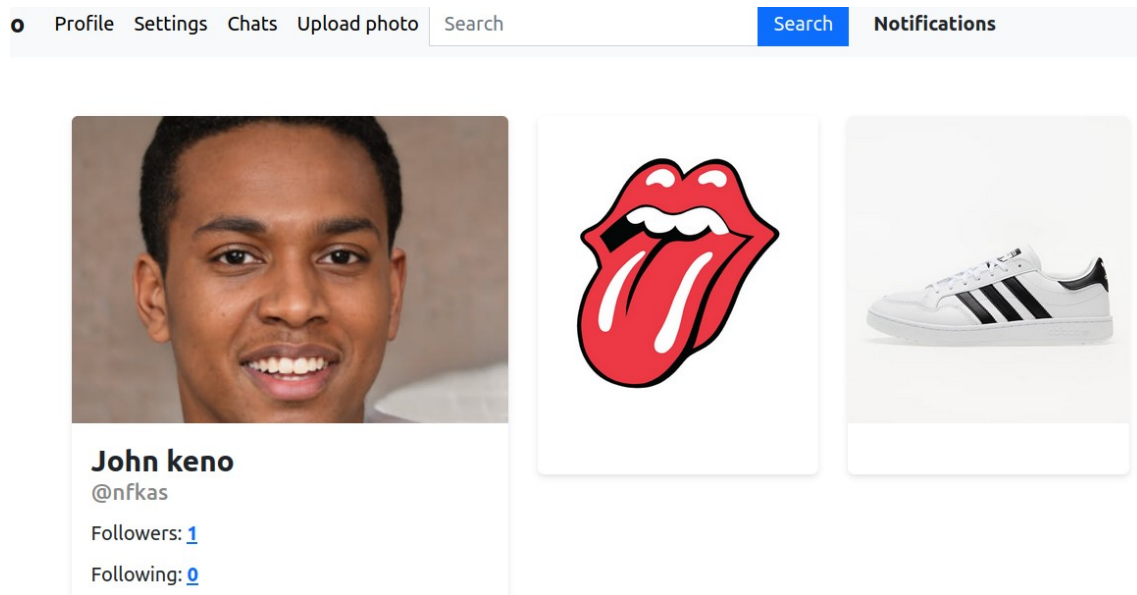 o Profile Settings Chats Upload photo Search Search Notifications
John keno
@nfkas
Followers: 1
Following: 0